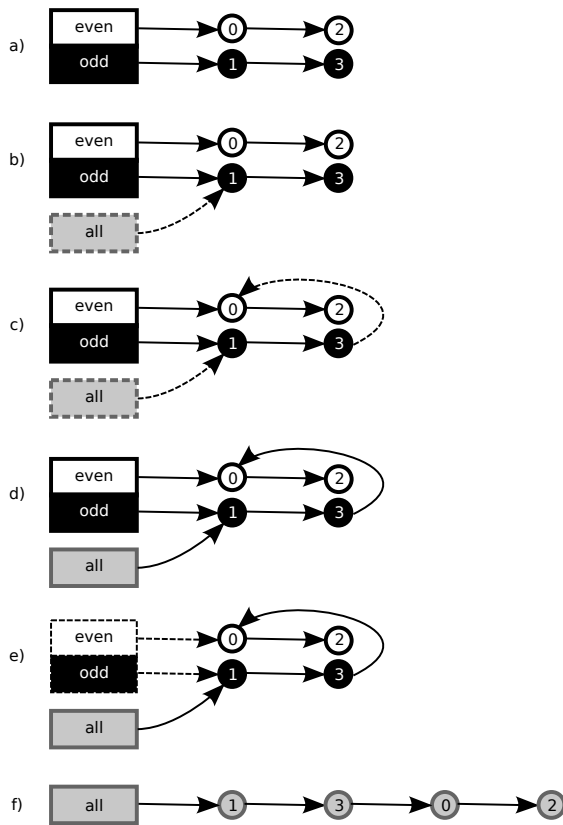 even 0 2
a)
odd 1 3
even 0 2
b)
odd 1 3
all
even 0 2
c)
odd 1 3
all
even 0 2
d)
odd 1 3
all
even 0 2
e)
odd 1 3
all
f) all 1 3 0 2